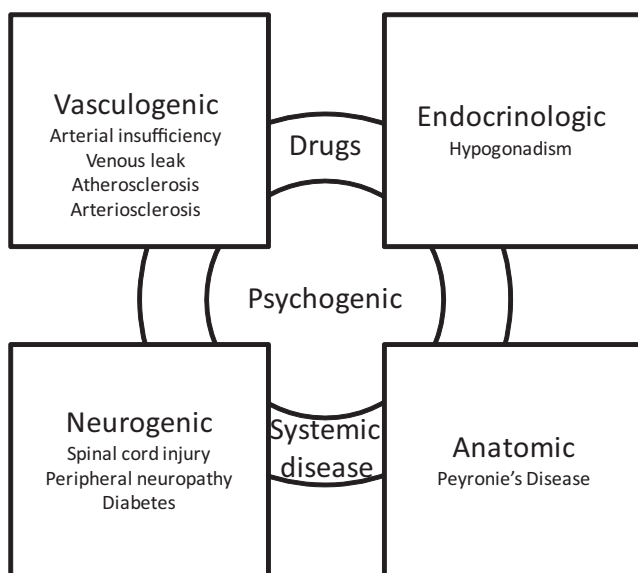 Vasculogenic
Arterial insufficiency
Venous leak
Atherosclerosis
Arteriosclerosis
Drugs
Endocrinologic
Hypogonadism
Psychogenic
Neurogenic
Spinal cord injury
Peripheral neuropathy
Diabetes
Systemic
disease
Anatomic
Peyronie's Disease